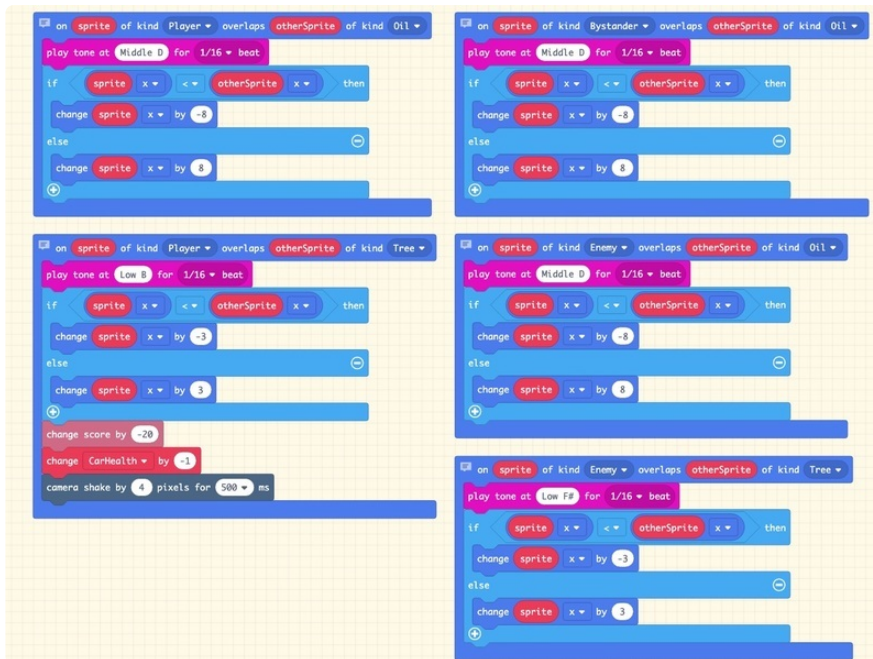 on sprite of kind Player overlaps otherSprite of kind Oil
play tone at Middle D for 1/16 beat
if sprite x < otherSprite x then
change sprite x by -8
else
change sprite x by 8
on sprite of kind Player overlaps otherSprite of kind Tree
play tone at Low B for 1/16 beat
if sprite x < otherSprite x then
change sprite x by -3
else
change sprite x by 3
change score by -20
change CarHealth by -1
camera shake by 4 pixels for 500 ms
on sprite of kind Bystander overlaps otherSprite of kind Oil
play tone at Middle D for 1/16 beat
if sprite x < otherSprite x then
change sprite x by -8
else
change sprite x by 8
on sprite of kind Enemy overlaps otherSprite of kind Oil
play tone at Middle D for 1/16 beat
if sprite x < otherSprite x then
change sprite x by -8
else
change sprite x by 8
on sprite of kind Enemy overlaps otherSprite of kind Tree
play tone at Low F# for 1/16 beat
if sprite x < otherSprite x then
change sprite x by -3
else
change sprite x by 3